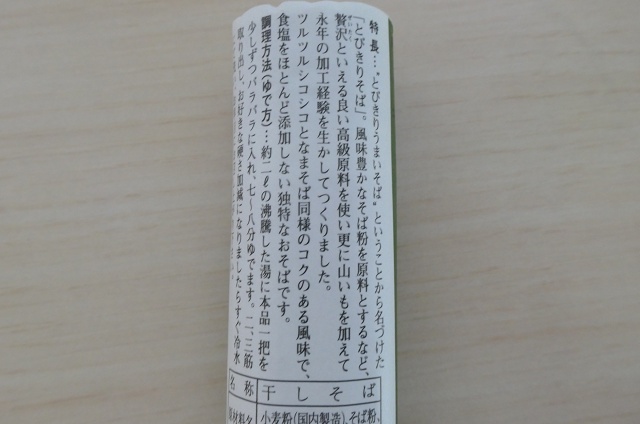 特長…“とびきりうまいそば”ということから名づけた
「とびきりそば」。風味豊かなそば粉を原料とするなど、
贅沢といえる良い高級原料を使い更に山いもを加えて
永年の加工経験を生かしてつくりました。
ツルツルシコシコとなまそば同様のコクのある風味で、
食塩をほとんど添加しない独特なおそばです。
調理方法(ゆで方)…約二ℓの沸騰した湯に本品一把を
少しずつバラバラに入れ、七〜八分ゆでます。二、三筋
取り出し、お好きな硬さ加減になりましたらすぐ冷水
名称 干しそば
原材料名 小麦粉(国内製造)、そば粉、